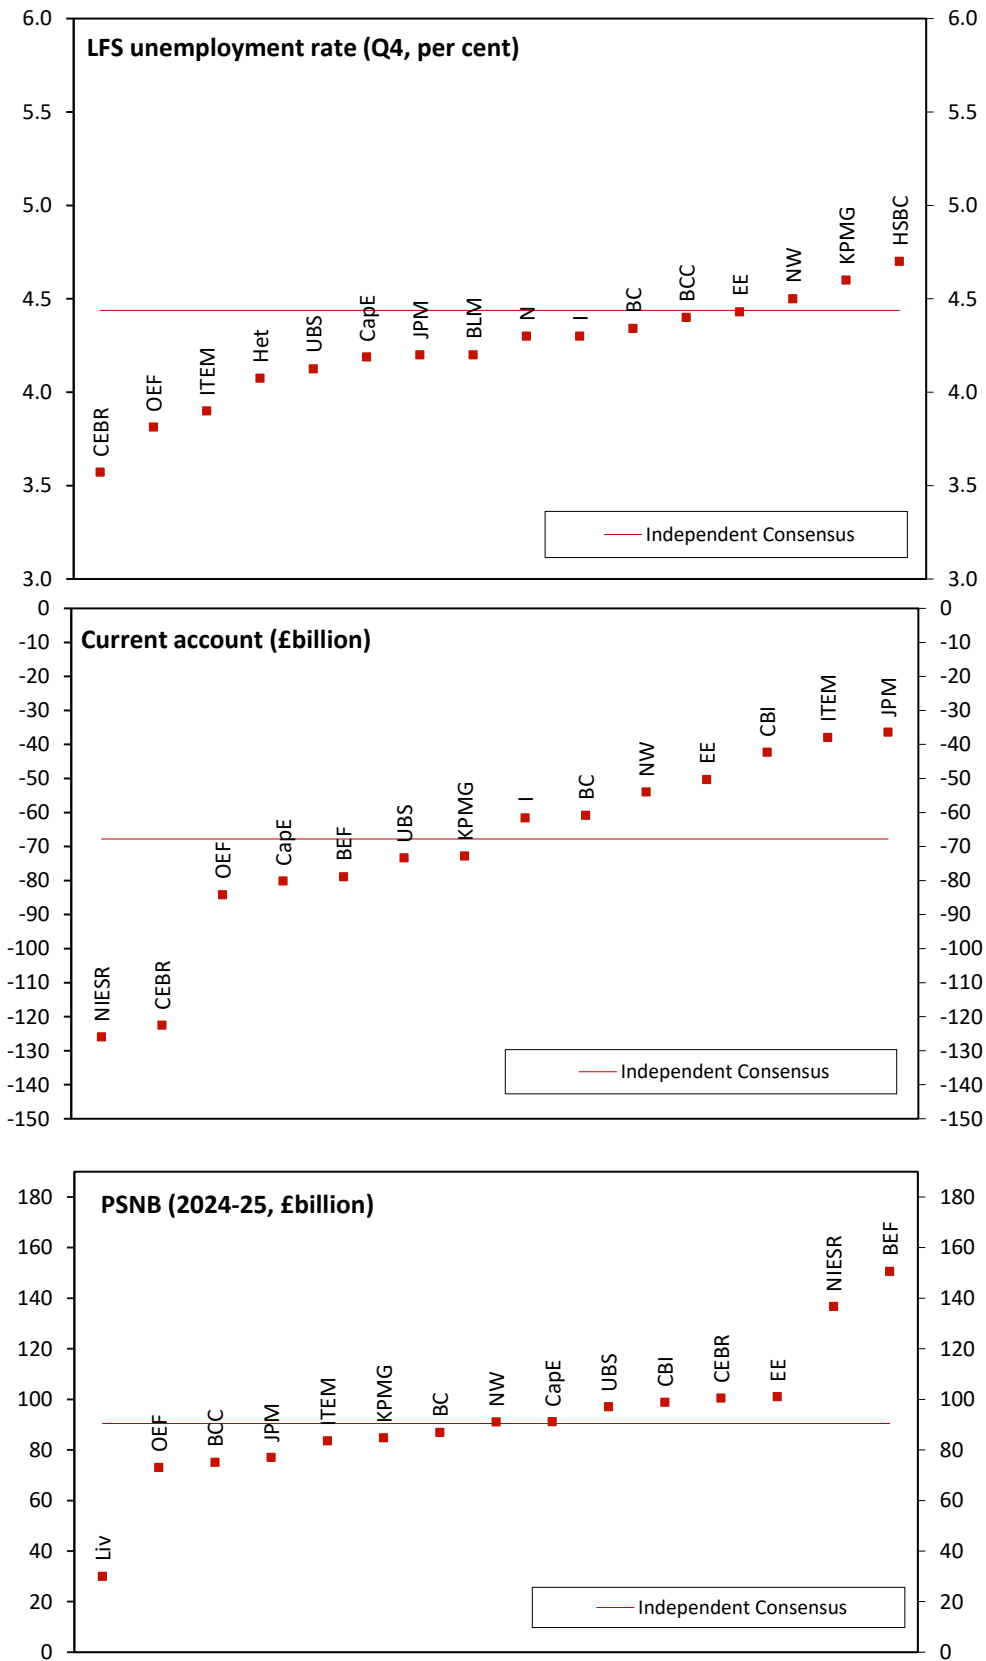 LFS unemployment rate (Q4, per cent)
6.0
5.5
5.0
4.5
4.0
3.5
3.0
6.0
5.5
5.0
4.5
4.0
3.5
3.0
CEBR
OEF
ITEM
Het
UBS
CapE
JPM
BLM
N
I
BC
BCC
EE
NW
KPMG
HSBC
Independent Consensus
Current account (£billion)
0
-10
-20
-30
-40
-50
-60
-70
-80
-90
-100
-110
-120
-130
-140
-150
0
-10
-20
-30
-40
-50
-60
-70
-80
-90
-100
-110
-120
-130
-140
-150
NIESR
CEBR
OEF
CapE
BEF
UBS
KPMG
I
BC
NW
EE
CBI
ITEM
JPM
Independent Consensus
PSNB (2024-25, £billion)
180
160
140
120
100
80
60
40
20
0
180
160
140
120
100
80
60
40
20
0
Liv
OEF
BCC
JPM
ITEM
KPMG
BC
NW
CapE
UBS
CBI
CEBR
EE
NIESR
BEF
Independent Consensus